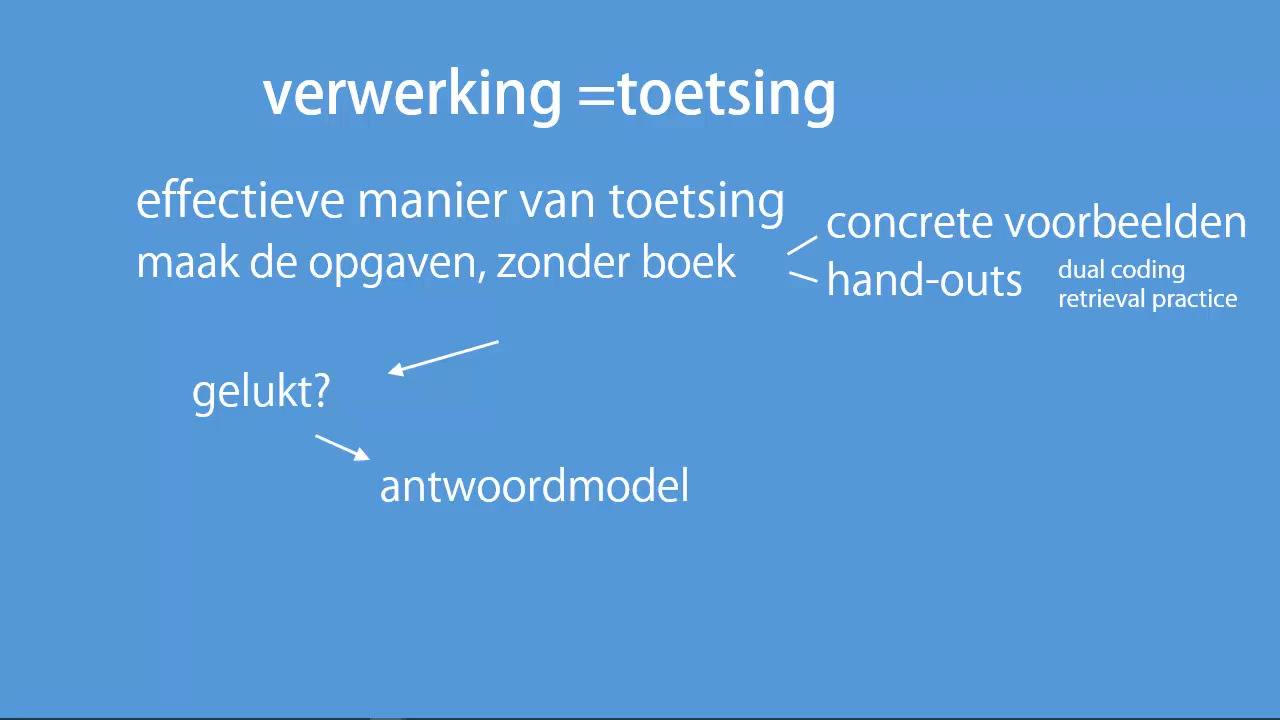 verwerking =toetsing
effectieve manier van toetsing
maak de opgaven, zonder boek
concrete voorbeelden
hand-outs
dual coding
retrieval practice
gelukt?
antwoordmodel